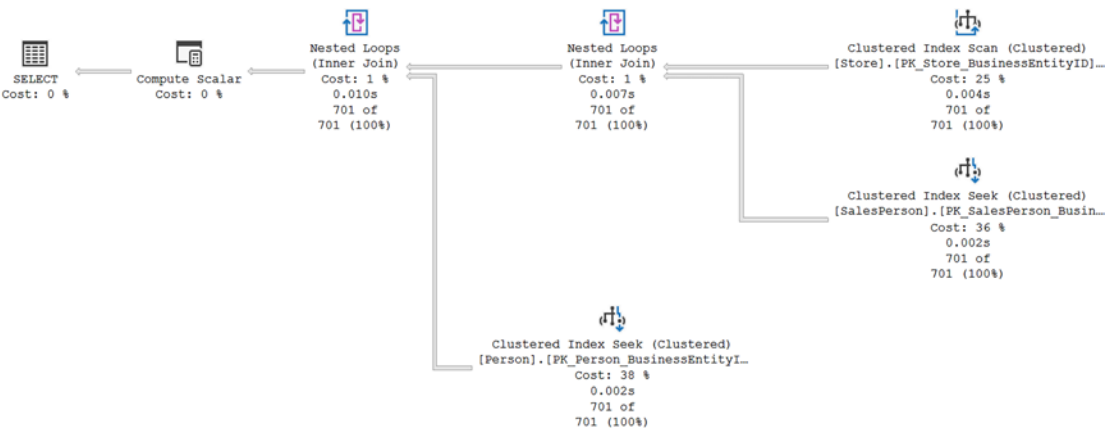 SELECT
Cost: 0 %
Compute Scalar
Cost: 0 %
Nested Loops
(Inner Join)
Cost: 1 %
0.010s
701 of
701 (100%)
Nested Loops
(Inner Join)
Cost: 1 %
0.007s
701 of
701 (100%)
Clustered Index Scan (Clustered)
[Store].[PK_Store_BusinessEntityID]…
Cost: 25 %
0.004s
701 of
701 (100%)
Clustered Index Seek (Clustered)
[SalesPerson].[PK_SalesPerson_Busin…
Cost: 36 %
0.002s
701 of
701 (100%)
Clustered Index Seek (Clustered)
[Person].[PK_Person_BusinessEntityI…
Cost: 38 %
0.002s
701 of
701 (100%)